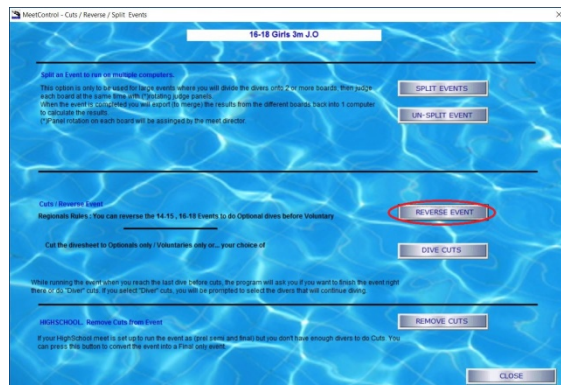 MeetControl - Cuts / Reverse / Split Events
16-18 Girls 3m J.O
Split an Event to run on multiple computers.
This option is only to be used for large events where you will divide the divers onto 2 or more boards then judge
each board at the same time with (*)rotating judge panels.
When the event is completed you will export (to merge) the results from the different boards back into 1 computer
to calculate the results.
(*)Panel rotation on each board will be assinged by the meet director.
SPLIT EVENTS
UN-SPLIT EVENT
Cuts / Reverse Event
Regionals Rules : You can reverse the 14-15 , 16-18 Events to do Optional dives before Voluntary
REVERSE EVENT
Cut the divesheet to Optionals only / Voluntaries only or... your choice of
DIVE CUTS
While running the event when you reach the last dive before cuts, the program will ask you if you want to finish the event right
there or do "Diver" cuts. If you select "Diver" cuts, you will be prompted to select the divers that will continue diving.
HIGHSCHOOL. Remove Cuts from Event
If your HighSchool meet is set up to run the event as (prel semi and final) but you don't have enough divers to do Cuts. You
can press this button to convert the event into a Final only event.
REMOVE CUTS
CLOSE